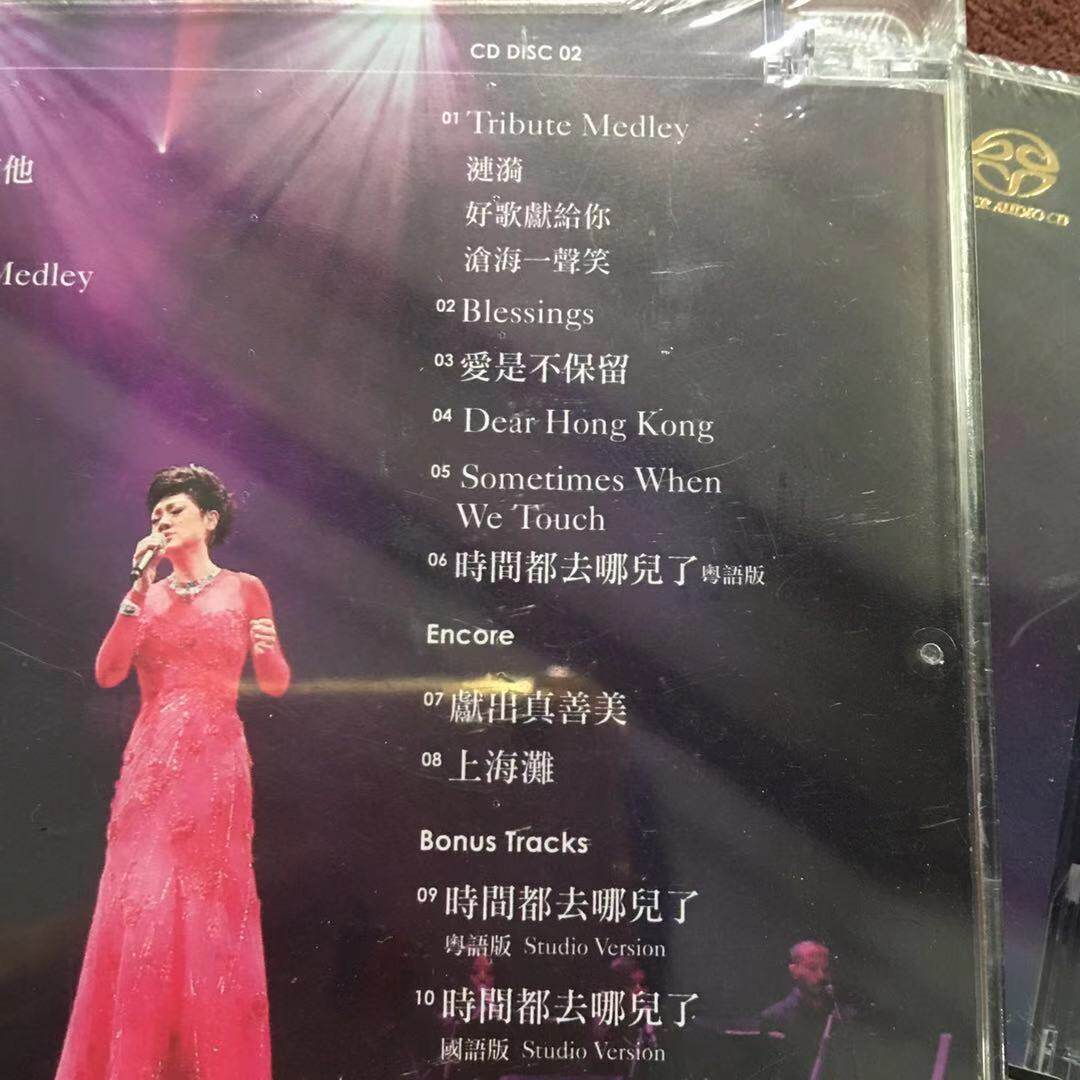 他
Medley
CD DISC 02
01 Tribute Medley
漣漪
好歌獻給你
滄海一聲笑
02 Blessings
03 愛是不保留
04 Dear Hong Kong
05 Sometimes When
We Touch
06 時間都去哪兒了 粵語版
Encore
07 獻出真善美
08 上海灘
Bonus Tracks
09 時間都去哪兒了
粵語版 Studio Version
10 時間都去哪兒了
國語版 Studio Version
AUDIO CD